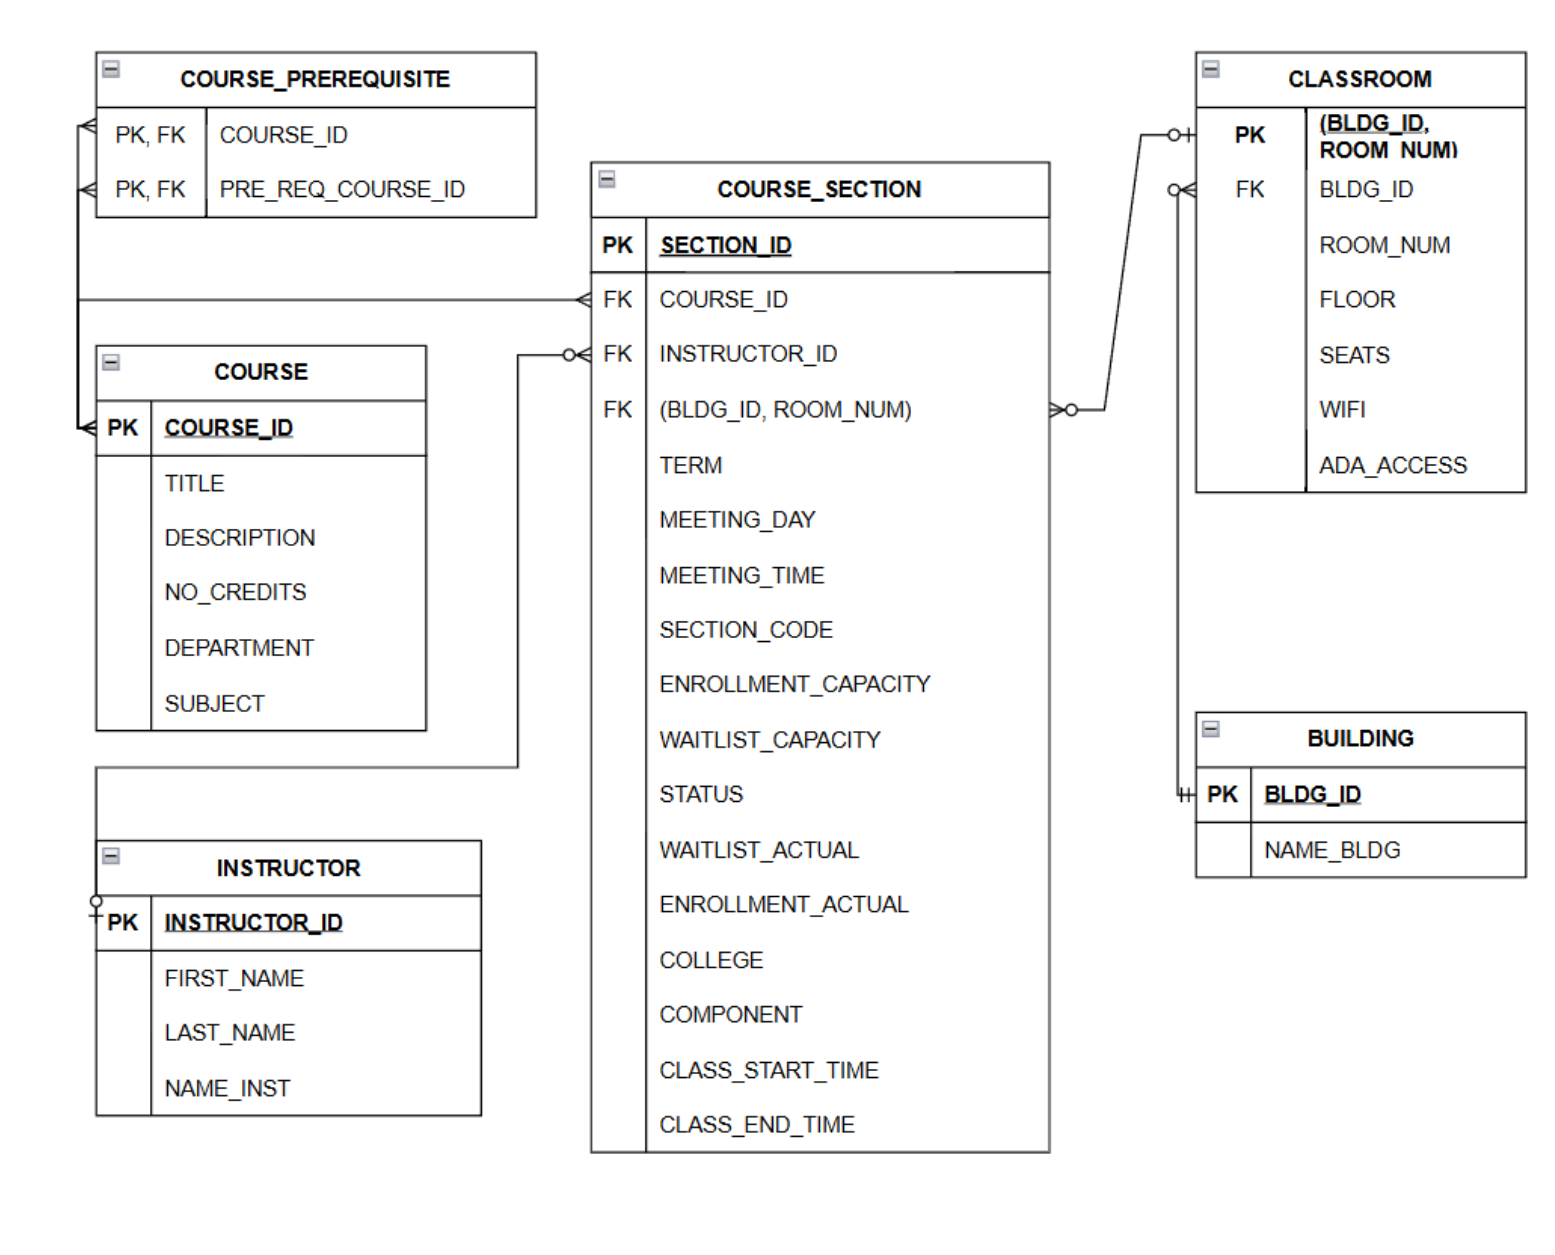 COURSE_PREREQUISITE
PK, FK COURSE_ID
PK, FK PRE_REQ_COURSE_ID
COURSE
PK COURSE_ID
TITLE
DESCRIPTION
NO_CREDITS
DEPARTMENT
SUBJECT
INSTRUCTOR
PK INSTRUCTOR_ID
FIRST_NAME
LAST_NAME
NAME_INST
COURSE_SECTION
PK SECTION_ID
FK COURSE_ID
FK INSTRUCTOR_ID
FK (BLDG_ID, ROOM_NUM)
TERM
MEETING_DAY
MEETING_TIME
SECTION_CODE
ENROLLMENT_CAPACITY
WAITLIST_CAPACITY
STATUS
WAITLIST_ACTUAL
ENROLLMENT_ACTUAL
COLLEGE
COMPONENT
CLASS_START_TIME
CLASS_END_TIME
CLASSROOM
PK (BLDG_ID,
ROOM_NUM)
FK BLDG_ID
ROOM_NUM
FLOOR
SEATS
WIFI
ADA_ACCESS
BUILDING
PK BLDG_ID
NAME_BLDG